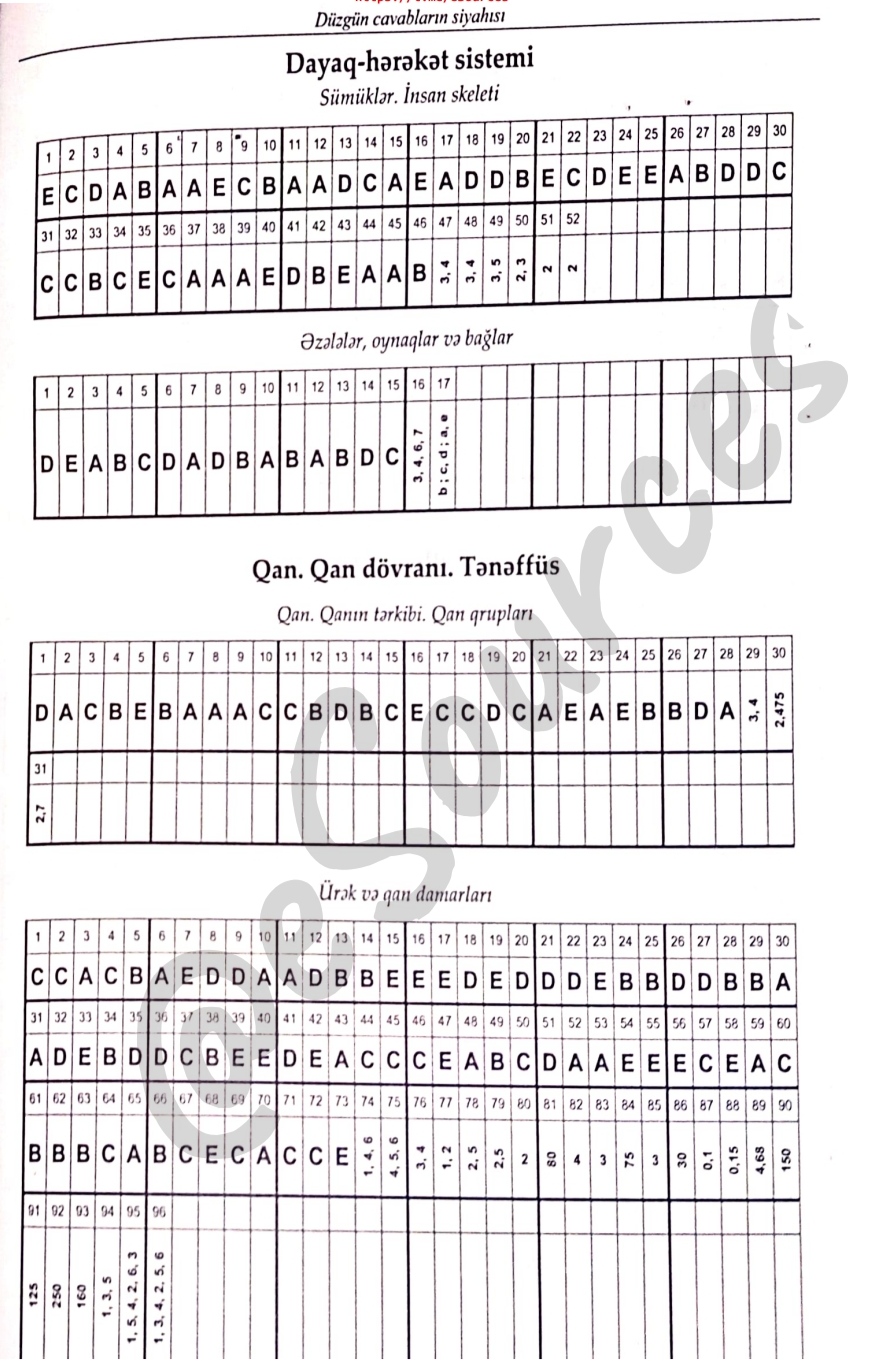 Düzgün cavabların siyahısı
Dayaq-hərəkət sistemi
Sümüklər. İnsan skeleti
1 2 3 4 5 6 7 8 9 10 11 12 13 14 15 16 17 18 19 20 21 22 23 24 25 26 27 28 29 30
E C D A B A A E C B A A D C A E A D D B E C D E E A B D D C
31 32 33 34 35 36 37 38 39 40 41 42 43 44 45 46 47 48 49 50 51 52
C C B C E C A A A E D B E A A B 3, 4 3, 4 3, 5 2, 3 2 2
Əzələlər, oynaqlar və bağlar
1 2 3 4 5 6 7 8 9 10 11 12 13 14 15 16 17
D E A B C D A D B A B A B D C 3, 4, 6, 7 b ; c, d ; a, e
Qan. Qan dövranı. Tənəffüs
Qan. Qanın tərkibi. Qan qrupları
1 2 3 4 5 6 7 8 9 10 11 12 13 14 15 16 17 18 19 20 21 22 23 24 25 26 27 28 29 30
D A C B E B A A A C C B D B C E C C D C A E A E B B D A 3, 4 2,475
31
2,7
Ürək və qan damarları
1 2 3 4 5 6 7 8 9 10 11 12 13 14 15 16 17 18 19 20 21 22 23 24 25 26 27 28 29 30
C C A C B A E D D A A D B B E E E D E D D D E B B D D B B A
31 32 33 34 35 36 37 38 39 40 41 42 43 44 45 46 47 48 49 50 51 52 53 54 55 56 57 58 59 60
A D E B D D C B E E D E A C C C E A B C D A A E E E C E A C
61 62 63 64 65 66 67 68 69 70 71 72 73 74 75 76 77 78 79 80 81 82 83 84 85 86 87 88 89 90
B B B C A B C E C A C C E 1, 4, 6 4, 5, 6 3, 4 1, 2 2, 5 2,5 2 80 4 3 75 3 30 0,1 0,15 4,68 150
91 92 93 94 95 96
125 250 160 1, 3, 5 1, 5, 4, 2, 6, 3 1, 3, 4, 2, 5, 6
@eSources